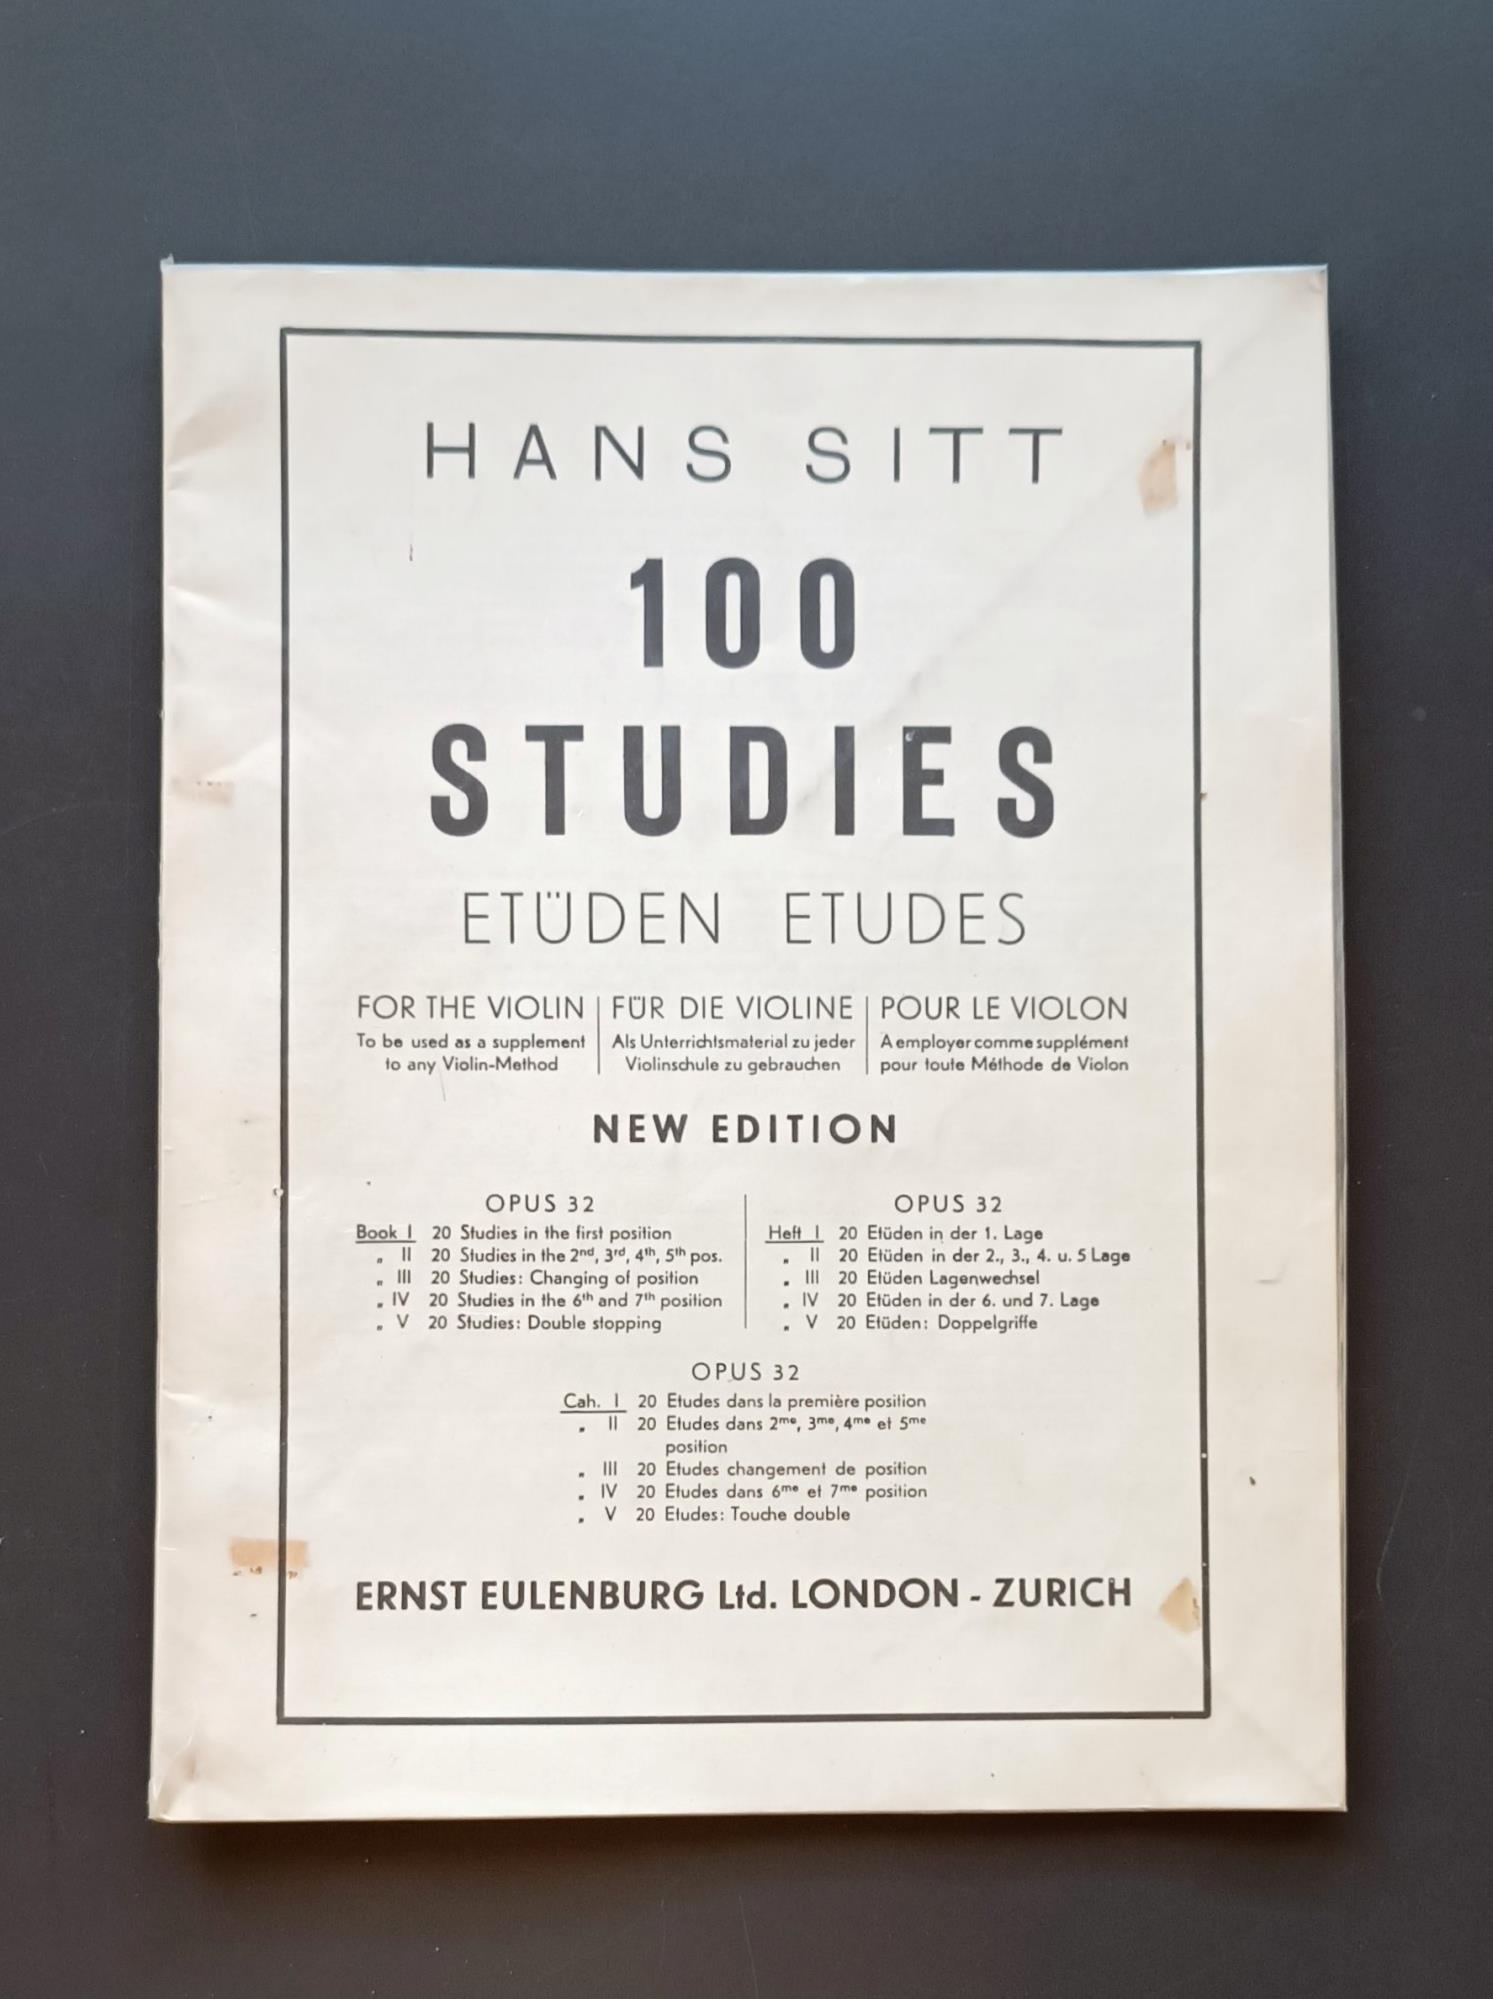 HANS SITT
100
STUDIES
ETÜDEN ETUDES
FOR THE VIOLIN
To be used as a supplement
to any Violin-Method
FÜR DIE VIOLINE
Als Unterrichtsmaterial zu jeder
Violinschule zu gebrauchen
POUR LE VIOLON
A employer comme supplément
pour toute Méthode de Violon
NEW EDITION
OPUS 32
Book I 20 Studies in the first position
„ II 20 Studies in the 2nd, 3rd, 4th, 5th pos.
„ III 20 Studies: Changing of position
„ IV 20 Studies in the 6th and 7th position
„ V 20 Studies: Double stopping
OPUS 32
Heft I 20 Etüden in der 1. Lage
„ II 20 Etüden in der 2., 3., 4. u. 5 Lage
„ III 20 Etüden Lagenwechsel
„ IV 20 Etüden in der 6. und 7. Lage
„ V 20 Etüden: Doppelgriffe
OPUS 32
Cah. I 20 Etudes dans la première position
„ II 20 Etudes dans 2me, 3me, 4me et 5me
position
„ III 20 Etudes changement de position
„ IV 20 Etudes dans 6me et 7me position
„ V 20 Etudes: Touche double
ERNST EULENBURG Ltd. LONDON - ZURICH